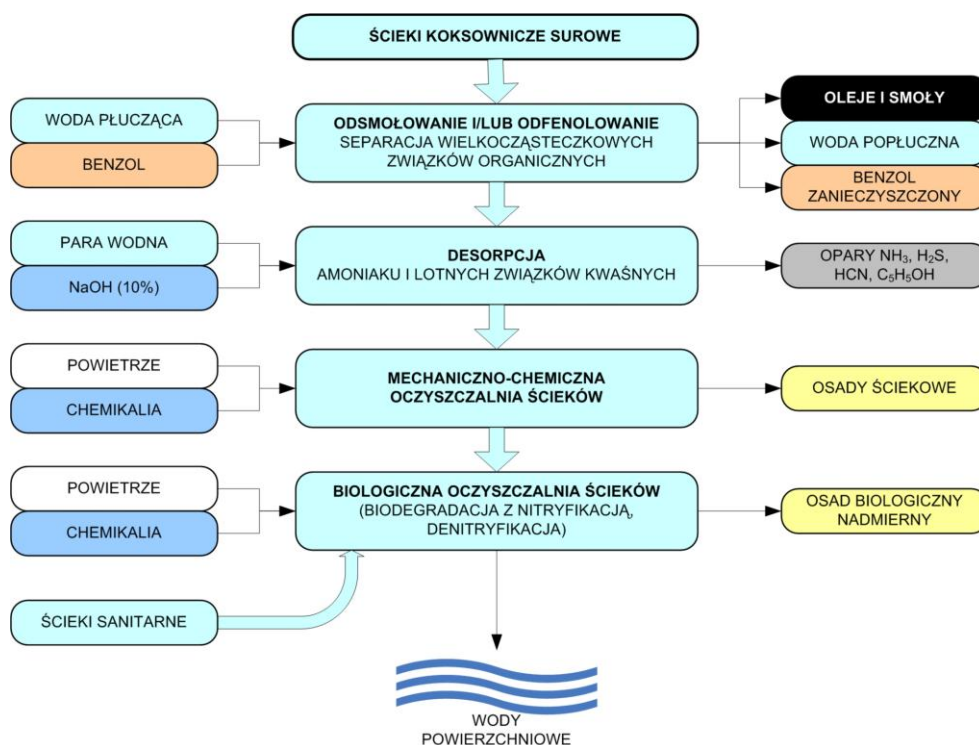 ŚCIEKI KOKSOWNICZE SUROWE
WODA PŁUCZĄCA
BENZOL
ODSMOŁOWANIE I/LUB ODFENOLOWANIE
SEPARACJA WIELKOCZĄSTECZKOWYCH
ZWIĄZKÓW ORGANICZNYCH
OLEJE I SMOŁY
WODA POPŁUCZNA
BENZOL
ZANIECZYSZCZONY
PARA WODNA
NaOH (10%)
DESORPCJA
AMONIAKU I LOTNYCH ZWIĄZKÓW KWAŚNYCH
OPARY NH₃, H₂S,
HCN, C₅H₅OH
POWIETRZE
CHEMIKALIA
MECHANICZNO-CHEMICZNA
OCZYSZCZALNIA ŚCIEKÓW
OSADY ŚCIEKOWE
POWIETRZE
CHEMIKALIA
BIOLOGICZNA OCZYSZCZALNIA ŚCIEKÓW
(BIODEGRADACJA Z NITRYFIKACJĄ,
DENITRYFIKACJA)
OSAD BIOLOGICZNY
NADMIERNY
ŚCIEKI SANITARNE
WODY
POWIERZCHNIOWE